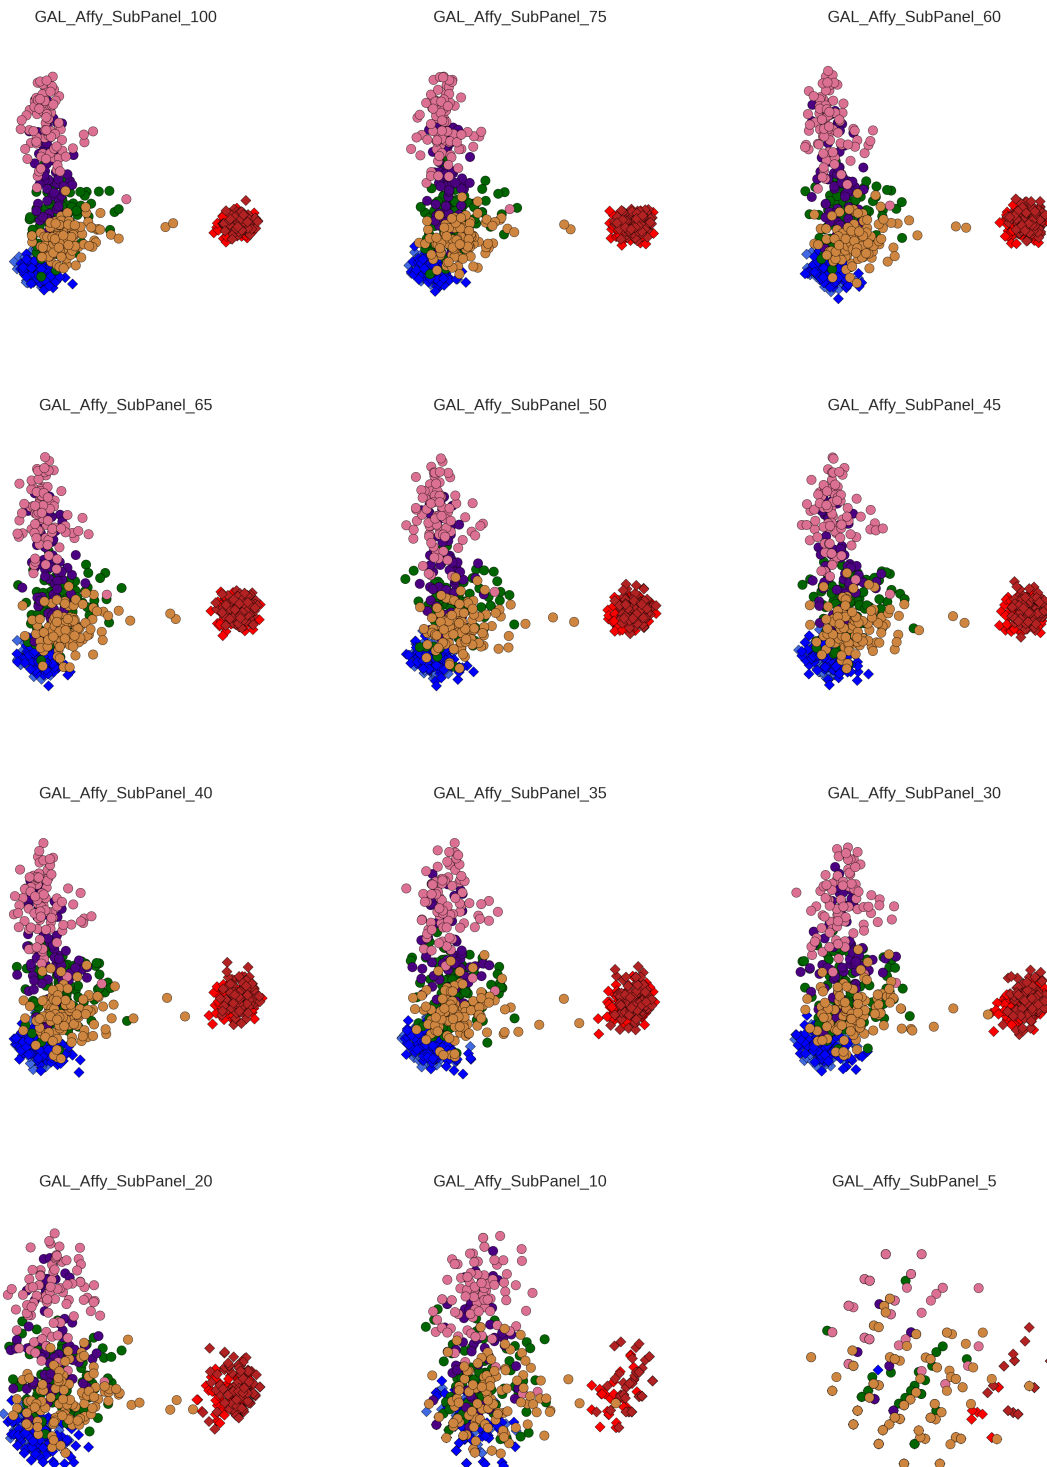 GAL_Affy_SubPanel_100
GAL_Affy_SubPanel_75
GAL_Affy_SubPanel_60
GAL_Affy_SubPanel_65
GAL_Affy_SubPanel_50
GAL_Affy_SubPanel_45
GAL_Affy_SubPanel_40
GAL_Affy_SubPanel_35
GAL_Affy_SubPanel_30
GAL_Affy_SubPanel_20
GAL_Affy_SubPanel_10
GAL_Affy_SubPanel_5